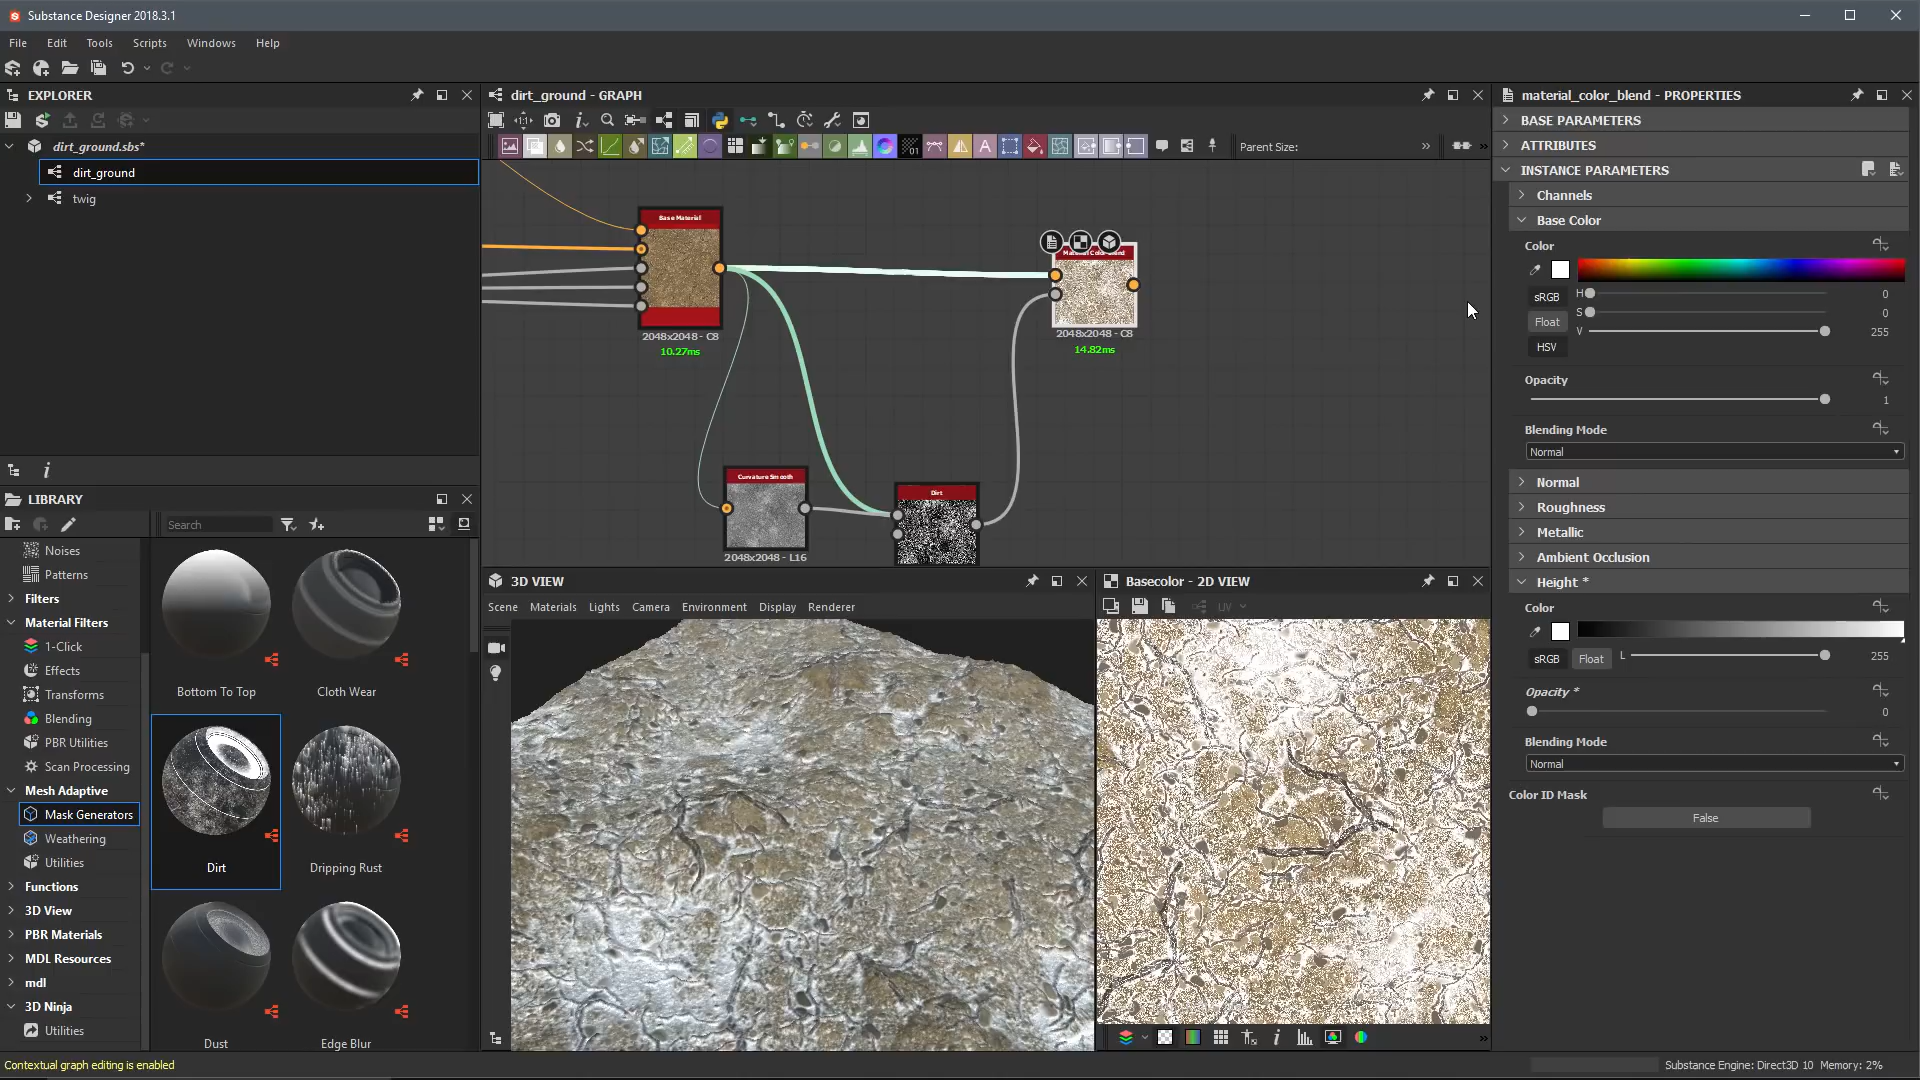 Substance Designer 2018.3.1
File Edit Tools Scripts Windows Help
EXPLORER
dirt_ground.sbs*
dirt_ground
twig
LIBRARY
Search
Noises
Patterns
Filters
Material Filters
1-Click
Effects
Transforms
Blending
PBR Utilities
Scan Processing
Mesh Adaptive
Mask Generators
Weathering
Utilities
Functions
3D View
PBR Materials
MDL Resources
mdl
3D Ninja
Utilities
Bottom To Top
Cloth Wear
Dirt
Dripping Rust
Dust
Edge Blur
dirt_ground - GRAPH
Parent Size:
Base Material
2048x2048 - C8
10.27ms
Material Color Blend
2048x2048 - C8
14.82ms
Curvature Smooth
2048x2048 - L16
Dirt
3D VIEW
Scene Materials Lights Camera Environment Display Renderer
Basecolor - 2D VIEW
UV
material_color_blend - PROPERTIES
BASE PARAMETERS
ATTRIBUTES
INSTANCE PARAMETERS
Channels
Base Color
Color
sRGB
Float
HSV
H 0
S 0
V 255
Opacity
1
Blending Mode
Normal
Normal
Roughness
Metallic
Ambient Occlusion
Height *
Color
sRGB Float L 255
Opacity *
0
Blending Mode
Normal
Color ID Mask
False
Contextual graph editing is enabled
Substance Engine: Direct3D 10 Memory: 2%